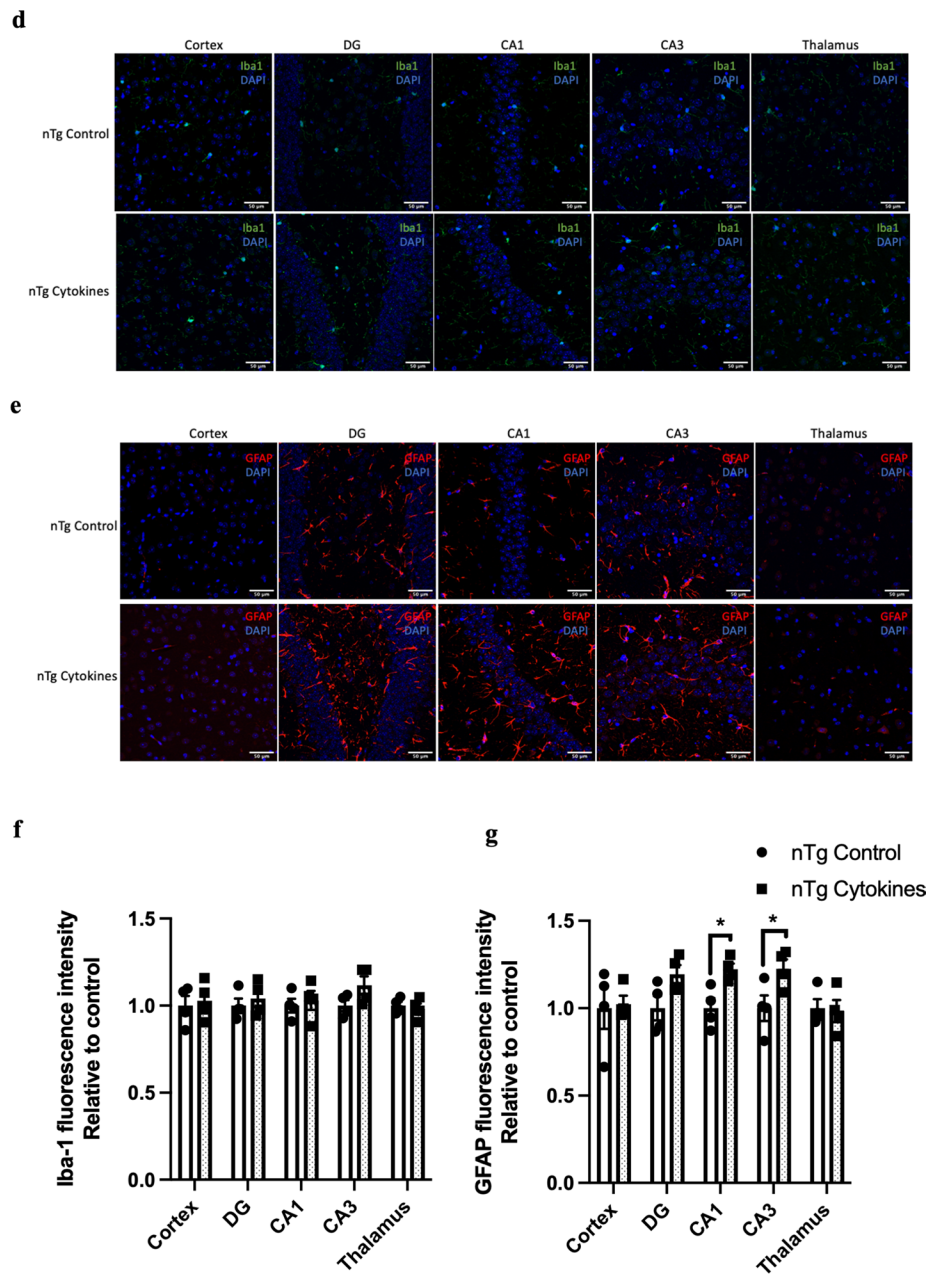 d
Cortex DG CA1 CA3 Thalamus
nTg Control
Iba1 Iba1 Iba1 Iba1 Iba1
DAPI DAPI DAPI DAPI DAPI
50 µm 50 µm 50 µm 50 µm 50 µm
nTg Cytokines
Iba1 Iba1 Iba1 Iba1 Iba1
DAPI DAPI DAPI DAPI DAPI
50 µm 50 µm 50 µm 50 µm 50 µm
e
Cortex DG CA1 CA3 Thalamus
nTg Control
GFAP GFAP GFAP GFAP GFAP
DAPI DAPI DAPI DAPI DAPI
50 µm 50 µm 50 µm 50 µm 50 µm
nTg Cytokines
GFAP GFAP GFAP GFAP GFAP
DAPI DAPI DAPI DAPI DAPI
50 µm 50 µm 50 µm 50 µm 50 µm
f
Iba-1 fluorescence intensity
Relative to control
1.5
1.0
0.5
0.0
Cortex
DG
CA1
CA3
Thalamus
g
nTg Control
nTg Cytokines
GFAP fluorescence intensity
Relative to control
1.5
1.0
0.5
0.0
* *
Cortex
DG
CA1
CA3
Thalamus